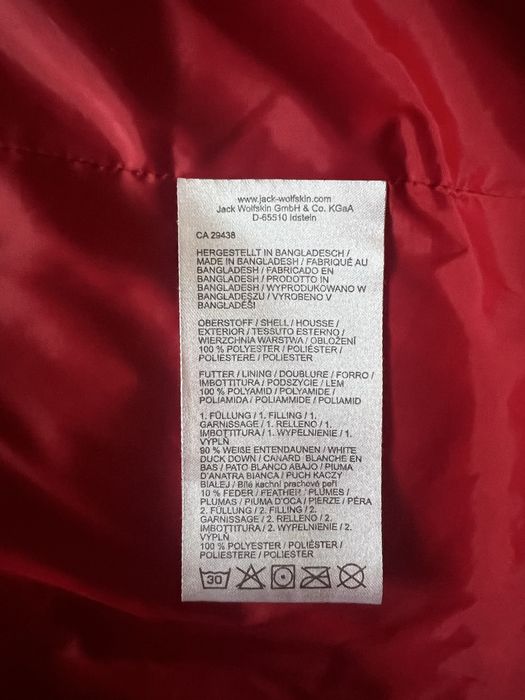 www.jack-wolfskin.com
Jack Wolfskin GmbH & Co. KGaA
D-65510 Idstein
CA 29438
HERGESTELLT IN BANGLADESCH /
MADE IN BANGLADESH / FABRIQUÉ AU
BANGLADESH / FABRICADO EN
BANGLADESH / PRODOTTO IN
BANGLADESH / WYPRODUKOWANO W
BANGLADESZU / VYROBENO V
BANGLADÉŠI
OBERSTOFF / SHELL / HOUSSE /
EXTERIOR / TESSUTO ESTERNO /
WIERZCHNIA WARSTWA / OBLOŽENÍ
100 % POLYESTER / POLIÉSTER /
POLIESTERE / POLIESTER
FUTTER / LINING / DOUBLURE / FORRO /
IMBOTTITURA / PODSZYCIE / LEM
100 % POLYAMID / POLYAMIDE /
POLIAMIDA / POLIAMMIDE / POLIAMID
1. FÜLLUNG / 1. FILLING / 1.
GARNISSAGE / 1. RELLENO / 1.
IMBOTTITURA / 1. WYPEŁNIENIE / 1.
VÝPLŇ
90 % WEIßE ENTENDAUNEN / WHITE
DUCK DOWN / CANARD BLANCHE EN
BAS / PATO BLANCO ABAJO / PIUMA
D'ANATRA BIANCA / PUCH KACZY
BIAŁEJ / Bílé kachní prachové peří
10 % FEDER / FEATHER / PLUMES /
PLUMAS / PIUMA D'OCA / PIERZE / PÉRA
2. FÜLLUNG / 2. FILLING / 2.
GARNISSAGE / 2. RELLENO / 2.
IMBOTTITURA / 2. WYPEŁNIENIE / 2.
VÝPLŇ
100 % POLYESTER / POLIÉSTER /
POLIESTERE / POLIESTER
30